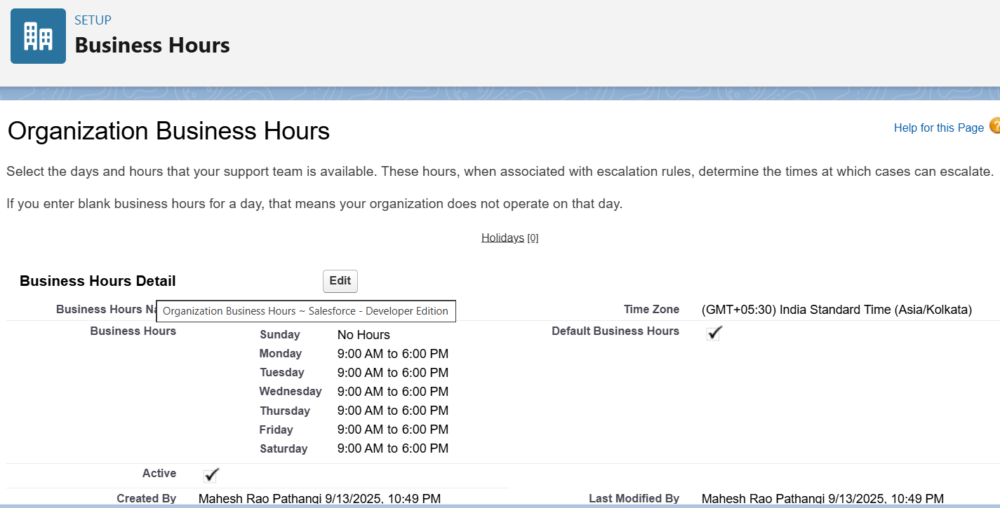 SETUP
Business Hours
Organization Business Hours
Help for this Page ?
Select the days and hours that your support team is available. These hours, when associated with escalation rules, determine the times at which cases can escalate.
If you enter blank business hours for a day, that means your organization does not operate on that day.
Holidays [0]
Business Hours Detail Edit
Business Hours Organization Business Hours ~ Salesforce - Developer Edition Time Zone (GMT+05:30) India Standard Time (Asia/Kolkata)
Business Hours Sunday No Hours Default Business Hours
Monday 9:00 AM to 6:00 PM
Tuesday 9:00 AM to 6:00 PM
Wednesday 9:00 AM to 6:00 PM
Thursday 9:00 AM to 6:00 PM
Friday 9:00 AM to 6:00 PM
Saturday 9:00 AM to 6:00 PM
Active
Created By Mahesh Rao Pathangi 9/13/2025, 10:49 PM Last Modified By Mahesh Rao Pathangi 9/13/2025, 10:49 PM